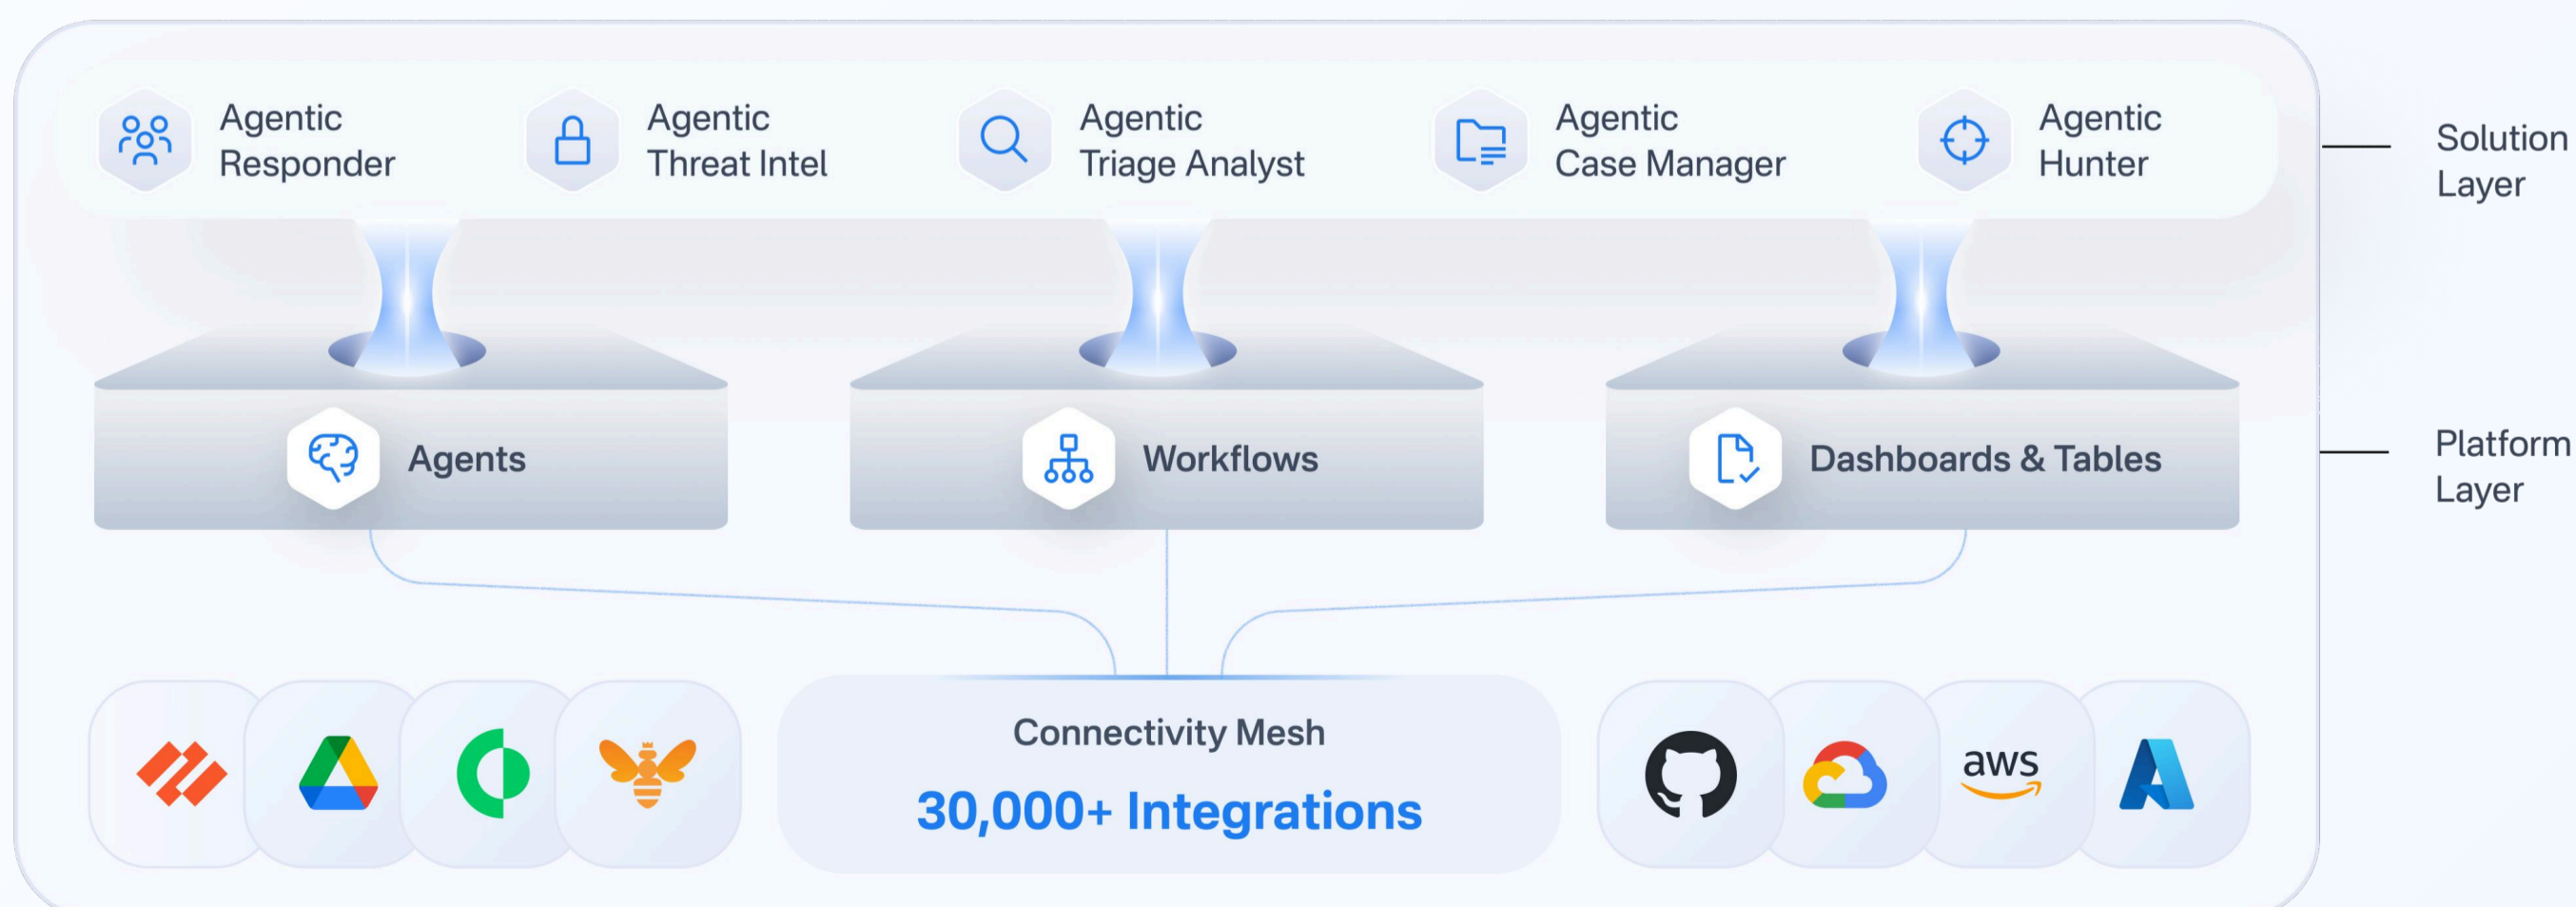 Agentic
Responder
Agentic
Threat Intel
Agentic
Triage Analyst
Agentic
Case Manager
Agentic
Hunter
Solution
Layer
Agents
Workflows
Dashboards & Tables
Platform
Layer
Connectivity Mesh
30,000+ Integrations
aws